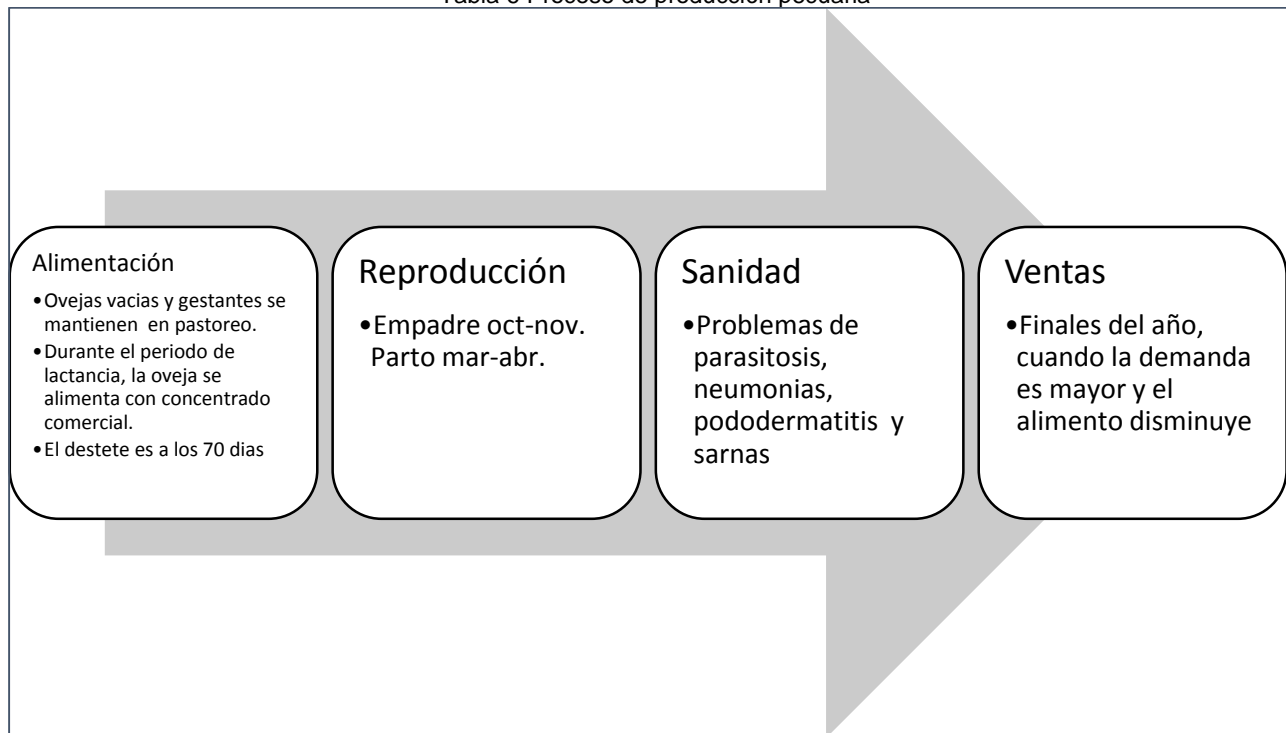 Tabla 6 Proceso de producción pecuaria
Alimentación
•Ovejas vacias y gestantes se
mantienen en pastoreo.
•Durante el periodo de
lactancia, la oveja se
alimenta con concentrado
comercial.
•El destete es a los 70 dias
Reproducción
•Empadre oct-nov.
Parto mar-abr.
Sanidad
•Problemas de
parasitosis,
neumonias,
pododermatitis y
sarnas
Ventas
•Finales del año,
cuando la demanda
es mayor y el
alimento disminuye